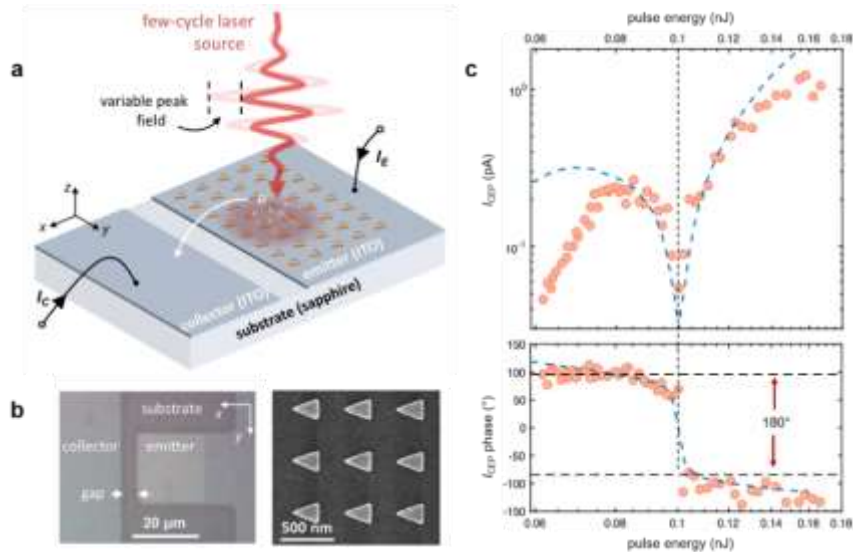 a
few-cycle laser
source
variable peak
field
I_E
z
x
y
I_C
collector (ITO)
emitter (ITO)
substrate (sapphire)
b
substrate
x
y
collector
emitter
gap
20 μm
500 nm
c
pulse energy (nJ)
0.06
0.08
0.1
0.12
0.14
0.16
0.18
I_CEP (pA)
10^0
10^-1
I_CEP phase (°)
150
100
50
0
-50
-100
-150
180°
0.06
0.08
0.1
0.12
0.14
0.16
0.18
pulse energy (nJ)